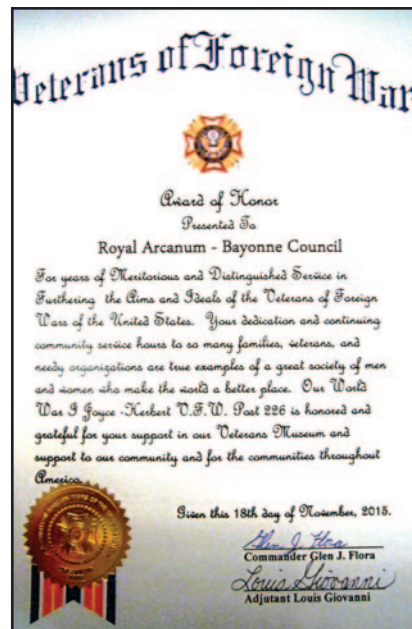 Veterans of Foreign War
Award of Honor
Presented To
Royal Arcanum - Bayonne Council
For years of Meritorious and Distinguished Service in
Furthering the Aims and Ideals of the Veterans of Foreign
Wars of the United States. Your dedication and continuing
community service hours to so many families, veterans, and
needy organizations are true examples of a great society of men
and women who make the world a better place. Our World
War I Joyce -Herbert V.F.W. Post 226 is honored and
grateful for your support in our Veterans Museum and
support to our community and for the communities throughout
America.
Given this 18th day of November, 2015.
Glen J. Flora
Commander Glen J. Flora
Louis Giovanni
Adjutant Louis Giovanni